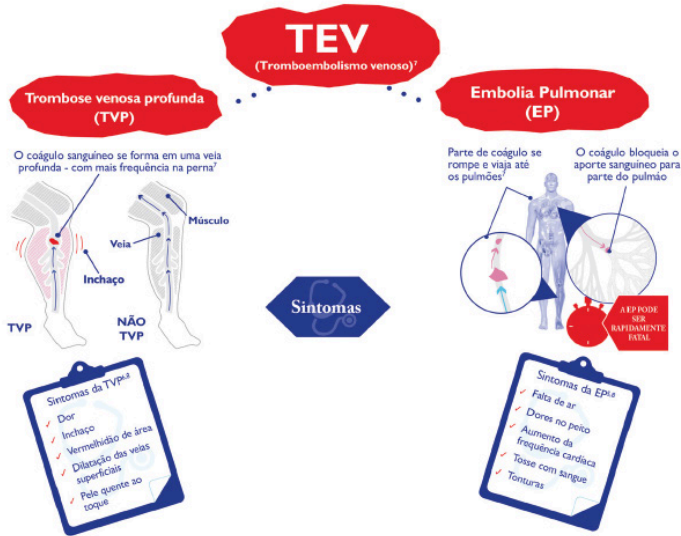 TEV
(Tromboembolismo venoso)⁷
Trombose venosa profunda
(TVP)
Embolia Pulmonar
(EP)
O coágulo sanguíneo se forma em uma veia
profunda - com mais frequência na perna⁷
Músculo
Veia
Inchaço
TVP
NÃO
TVP
Parte de coágulo se
rompe e viaja até
os pulmões⁷
O coágulo bloqueia o
aporte sanguíneo para
parte do pulmão
A EP PODE
SER
RAPIDAMENTE
FATAL
Sintomas
Sintomas da TVP
Dor
Inchaço
Vermelhidão de área
Dilatação das veias
superficiais
Pele quente ao
toque
Sintomas da EP
Falta de ar
Dores no peito
Aumento da
frequência cardíaca
Tosse com sangue
Tonturas